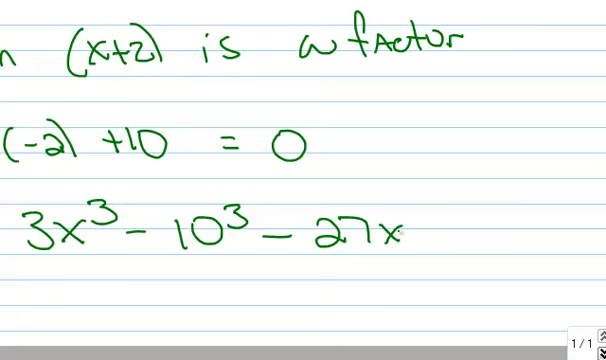 n (x+2) is a factor
(-2) +10 = 0
3x³ - 10³ - 27x
1 / 1